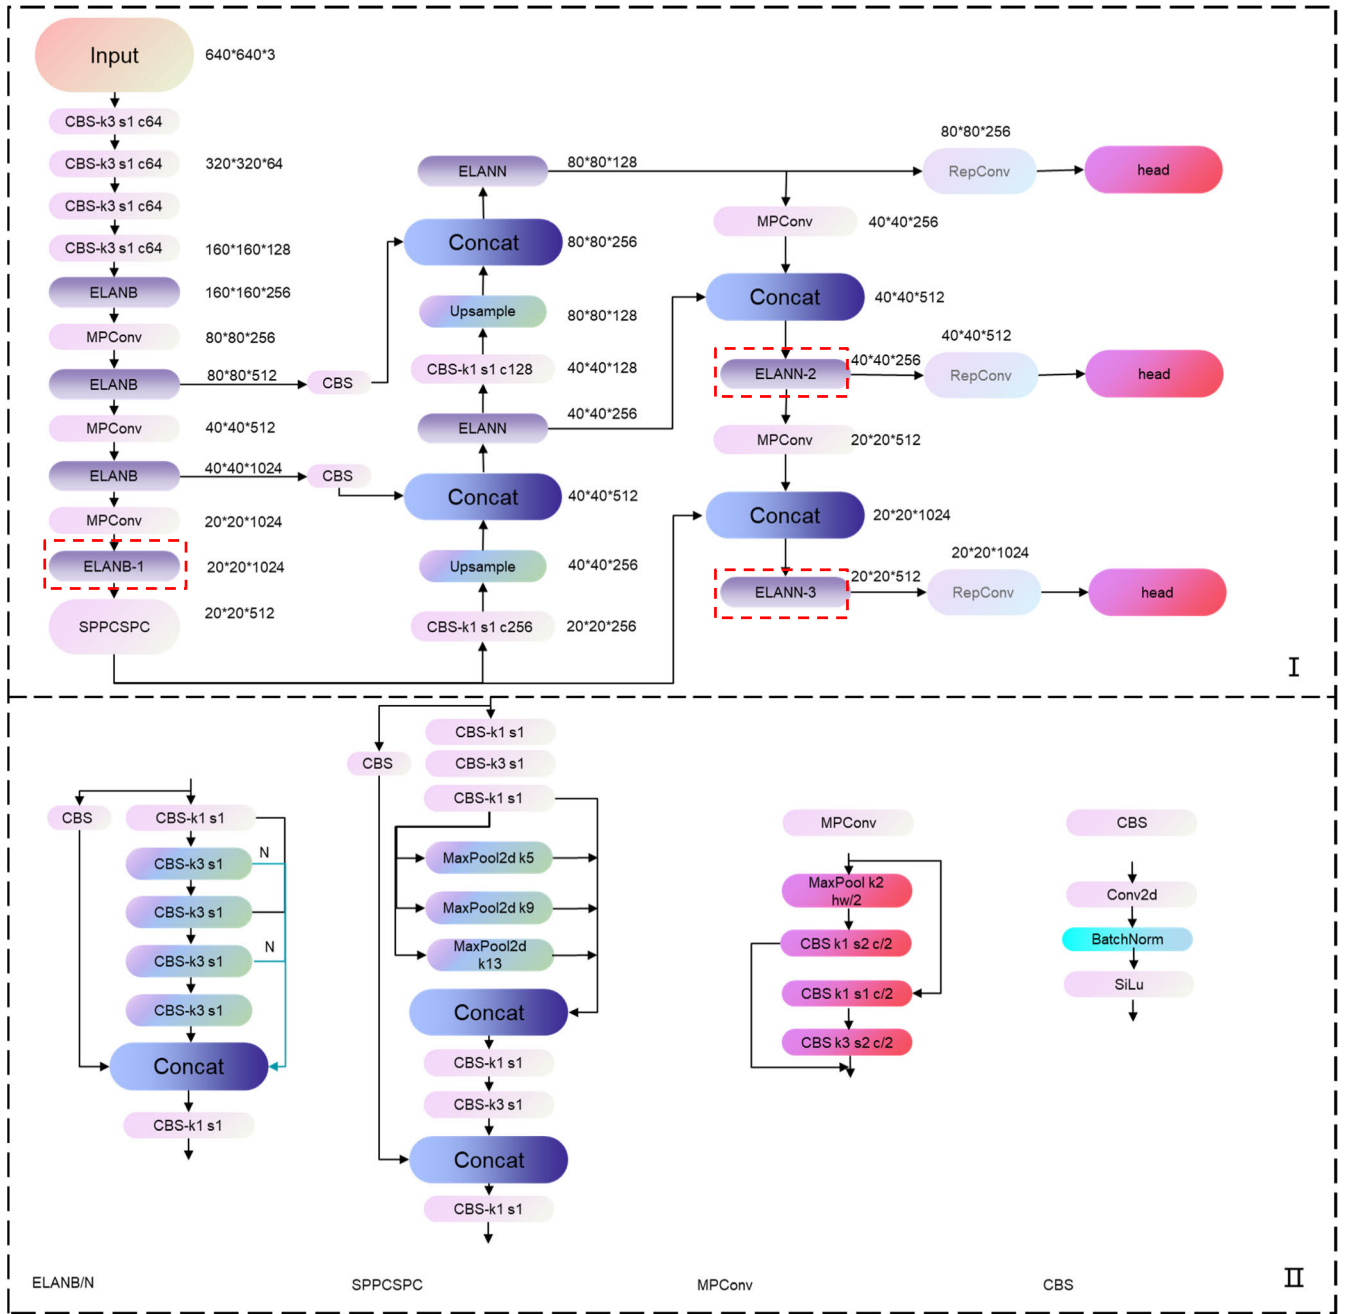 Input
640*640*3
CBS-k3 s1 c64
CBS-k3 s1 c64
320*320*64
CBS-k3 s1 c64
CBS-k3 s1 c64
160*160*128
ELANB
160*160*256
MPConv
80*80*256
ELANB
80*80*512
CBS
MPConv
40*40*512
ELANB
40*40*1024
CBS
MPConv
20*20*1024
ELANB-1
20*20*1024
SPPCSPC
20*20*512
ELANN
80*80*128
Concat
80*80*256
Upsample
80*80*128
CBS-k1 s1 c128
40*40*128
ELANN
40*40*256
Concat
40*40*512
Upsample
40*40*256
CBS-k1 s1 c256
20*20*256
80*80*256
RepConv
head
MPConv
40*40*256
Concat
40*40*512
40*40*512
ELANN-2
40*40*256
RepConv
head
MPConv
20*20*512
Concat
20*20*1024
20*20*1024
ELANN-3
20*20*512
RepConv
head
I
CBS
CBS-k1 s1
CBS-k3 s1
N
CBS-k3 s1
CBS-k3 s1
N
CBS-k3 s1
Concat
CBS-k1 s1
CBS-k1 s1
CBS
CBS-k3 s1
CBS-k1 s1
MaxPool2d k5
MaxPool2d k9
MaxPool2d
k13
Concat
CBS-k1 s1
CBS-k3 s1
Concat
CBS-k1 s1
MPConv
MaxPool k2
hw/2
CBS k1 s2 c/2
CBS k1 s1 c/2
CBS k3 s2 c/2
CBS
Conv2d
BatchNorm
SiLu
ELANB/N
SPPCSPC
MPConv
CBS
II